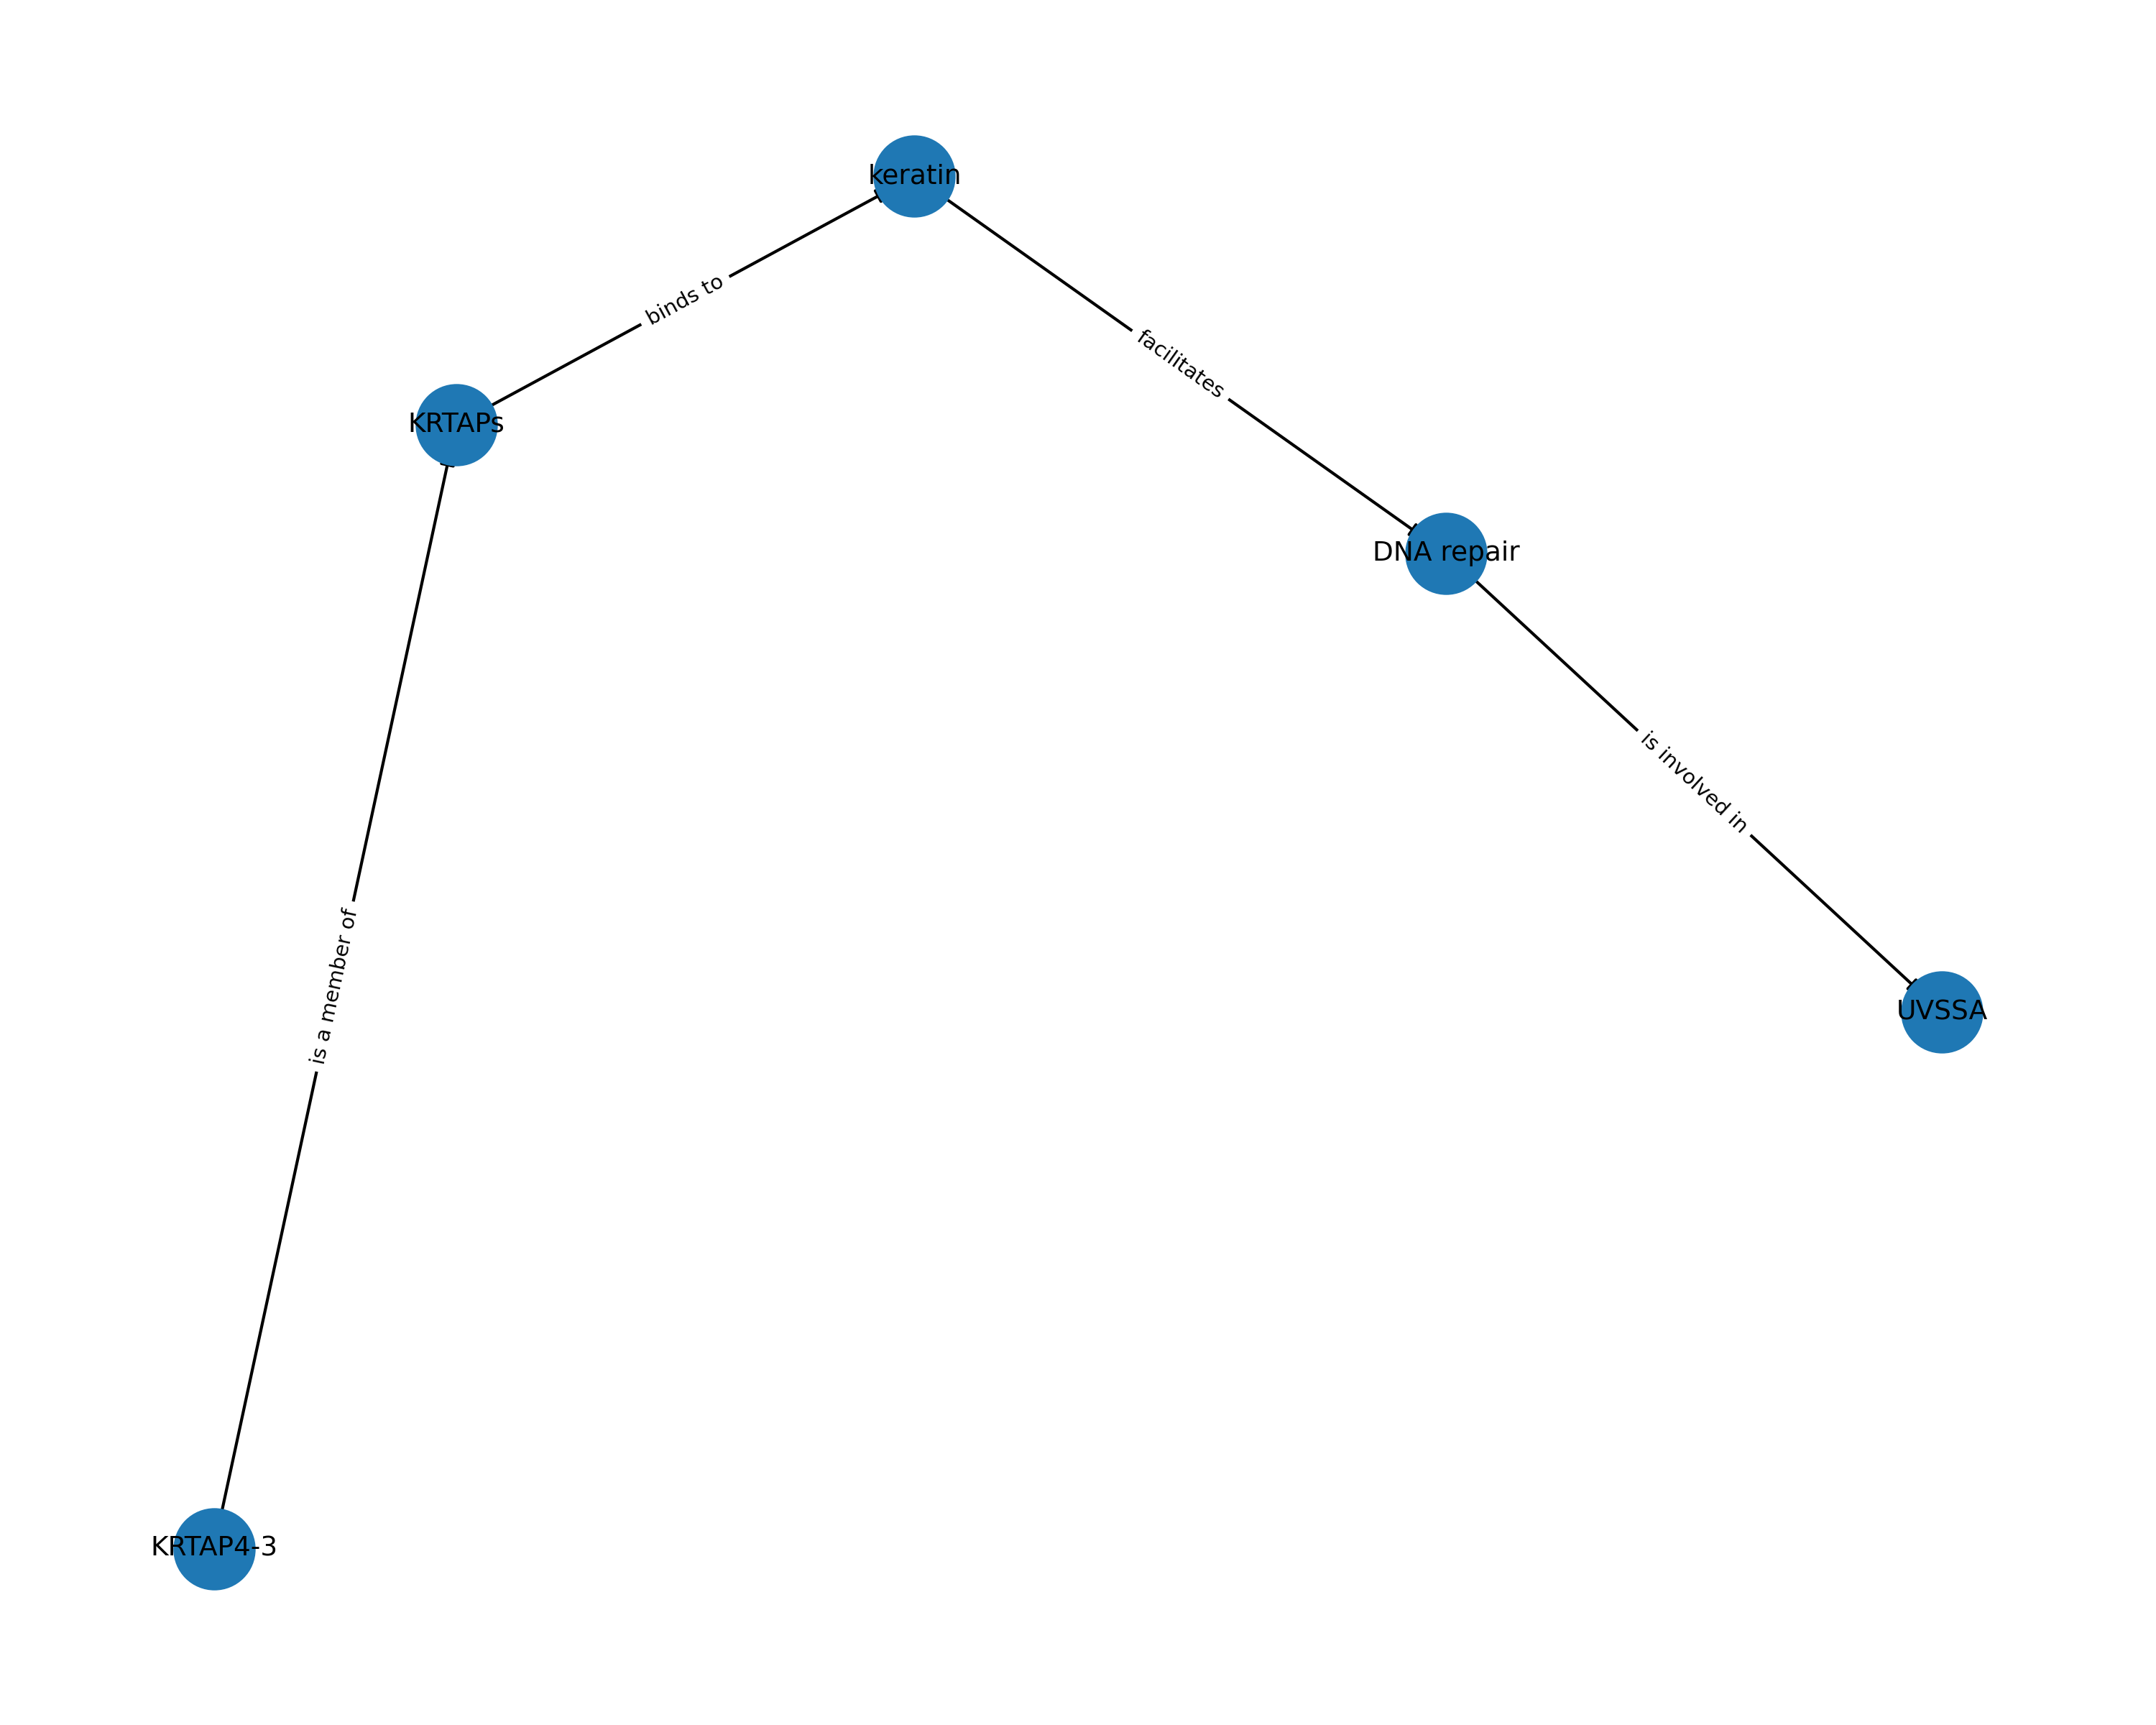 keratin
binds to
facilitates
KRTAPs
DNA repair
is involved in
is a member of
UVSSA
KRTAP4-3